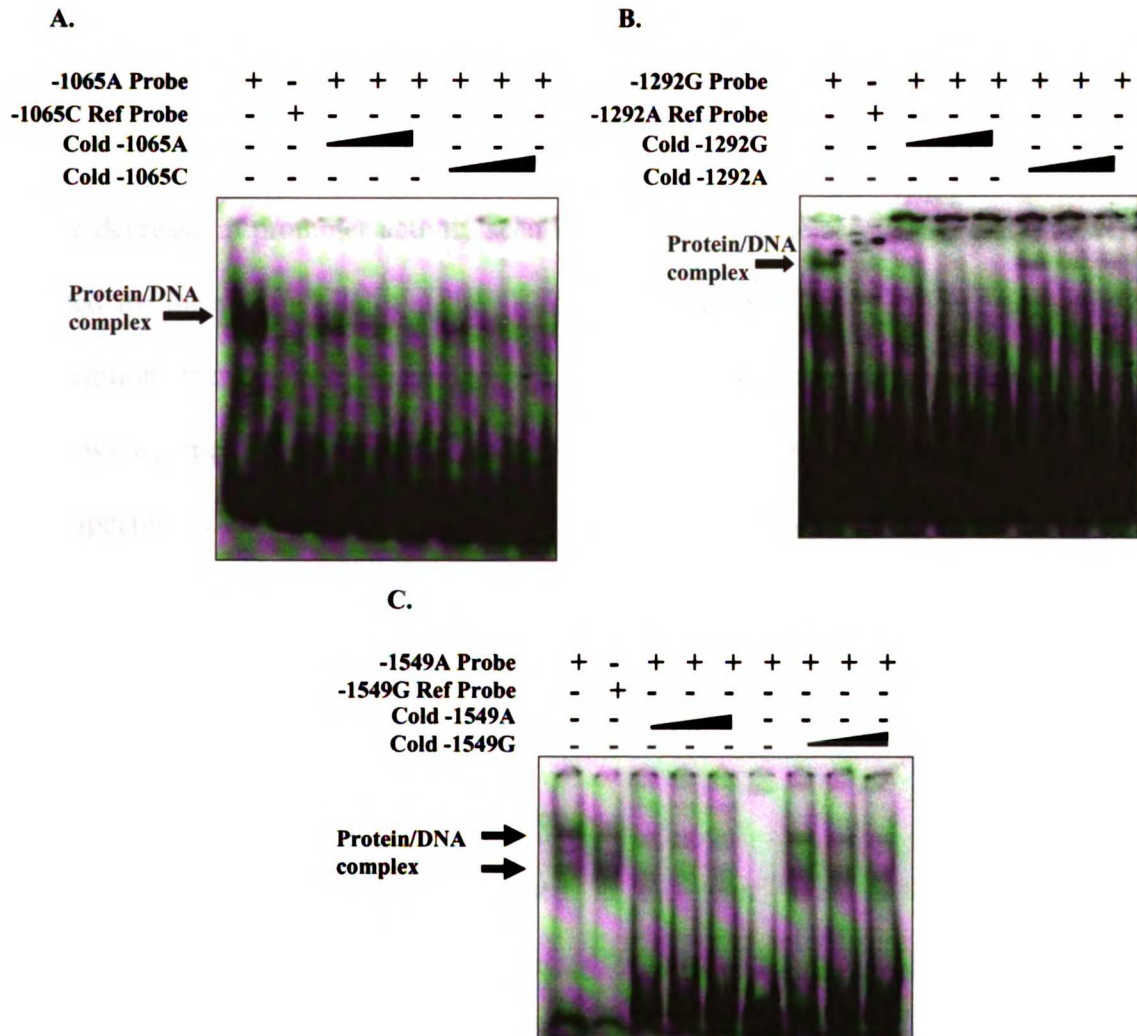 A.
-1065A Probe + - + + + + + +
-1065C Ref Probe - + - - - - - -
Cold -1065A - - - - -
Cold -1065C - - - - -
Protein/DNA
complex
B.
-1292G Probe + - + + + + + +
-1292A Ref Probe - + - - - - - -
Cold -1292G - - - - -
Cold -1292A - - - - -
Protein/DNA
complex
C.
-1549A Probe + - + + + + + + +
-1549G Ref Probe - + - - - - - - -
Cold -1549A - - - - - -
Cold -1549G - - - - - -
Protein/DNA
complex